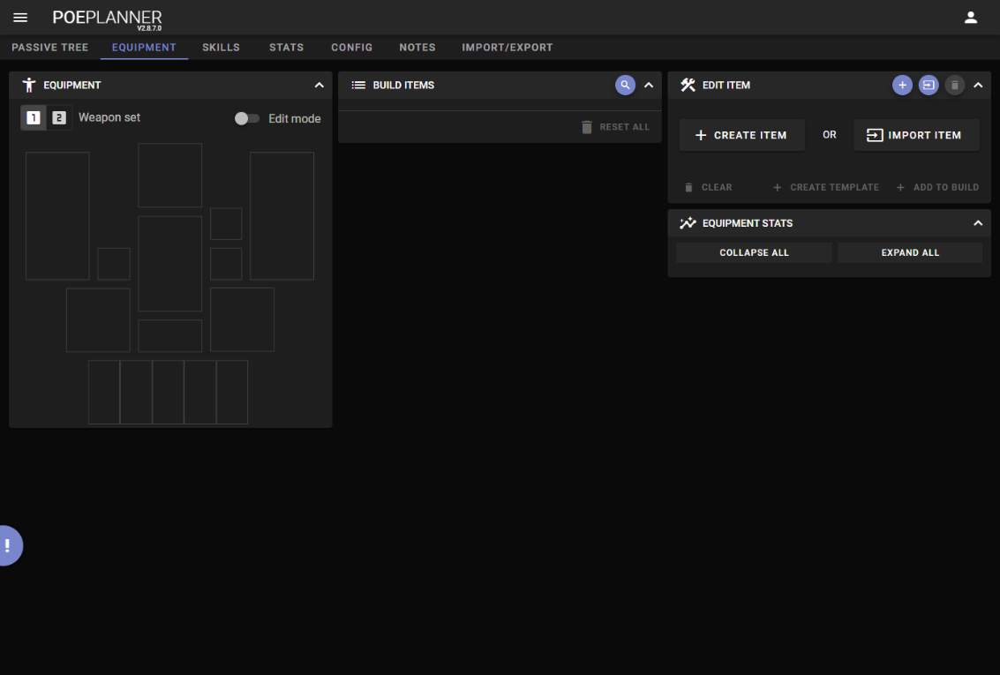 POEPLANNER
V2.8.7.0
PASSIVE TREE EQUIPMENT SKILLS STATS CONFIG NOTES IMPORT/EXPORT
EQUIPMENT
1 2 Weapon set Edit mode
BUILD ITEMS
RESET ALL
EDIT ITEM
CREATE ITEM OR IMPORT ITEM
CLEAR CREATE TEMPLATE ADD TO BUILD
EQUIPMENT STATS
COLLAPSE ALL EXPAND ALL
!